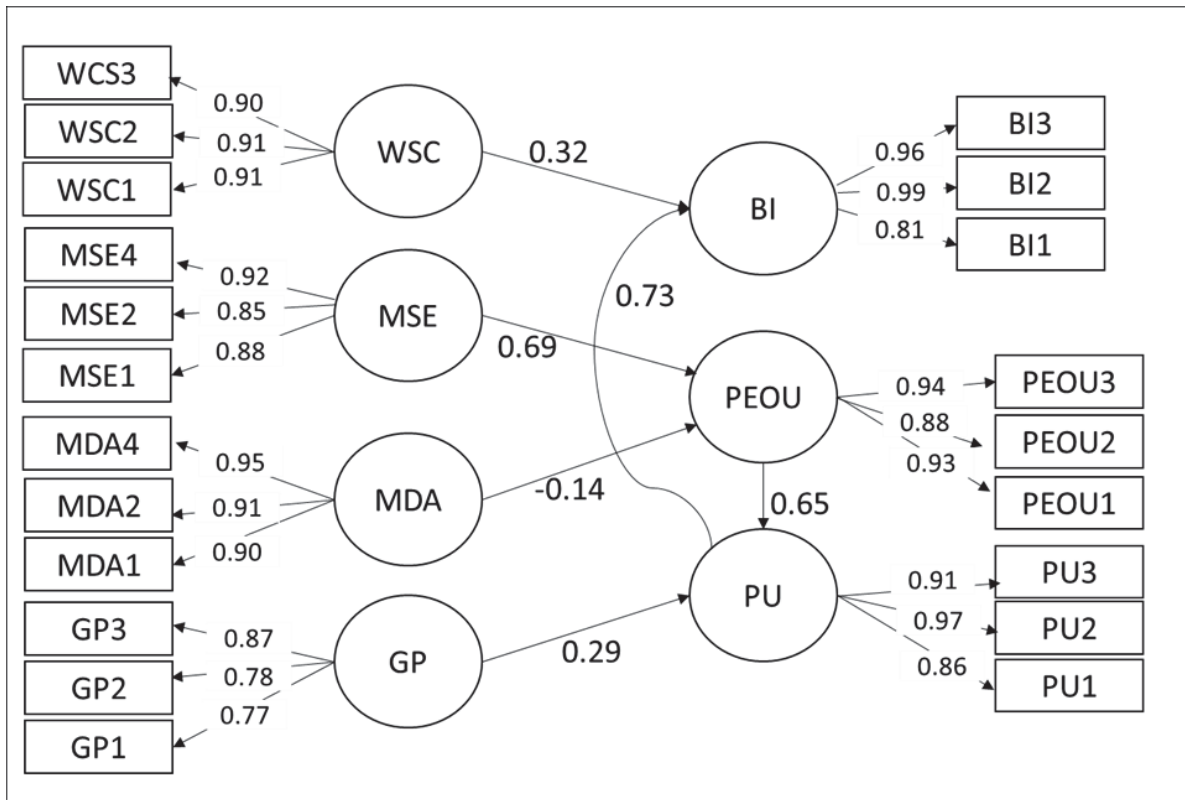 WCS3
WSC2
WSC1
0.90
0.91
0.91
WSC
0.32
MSE4
MSE2
MSE1
0.92
0.85
0.88
MSE
0.69
MDA4
MDA2
MDA1
0.95
0.91
0.90
MDA
-0.14
GP3
GP2
GP1
0.87
0.78
0.77
GP
0.29
BI
0.73
0.96
0.99
0.81
BI3
BI2
BI1
PEOU
0.65
0.94
0.88
0.93
PEOU3
PEOU2
PEOU1
PU
0.91
0.97
0.86
PU3
PU2
PU1